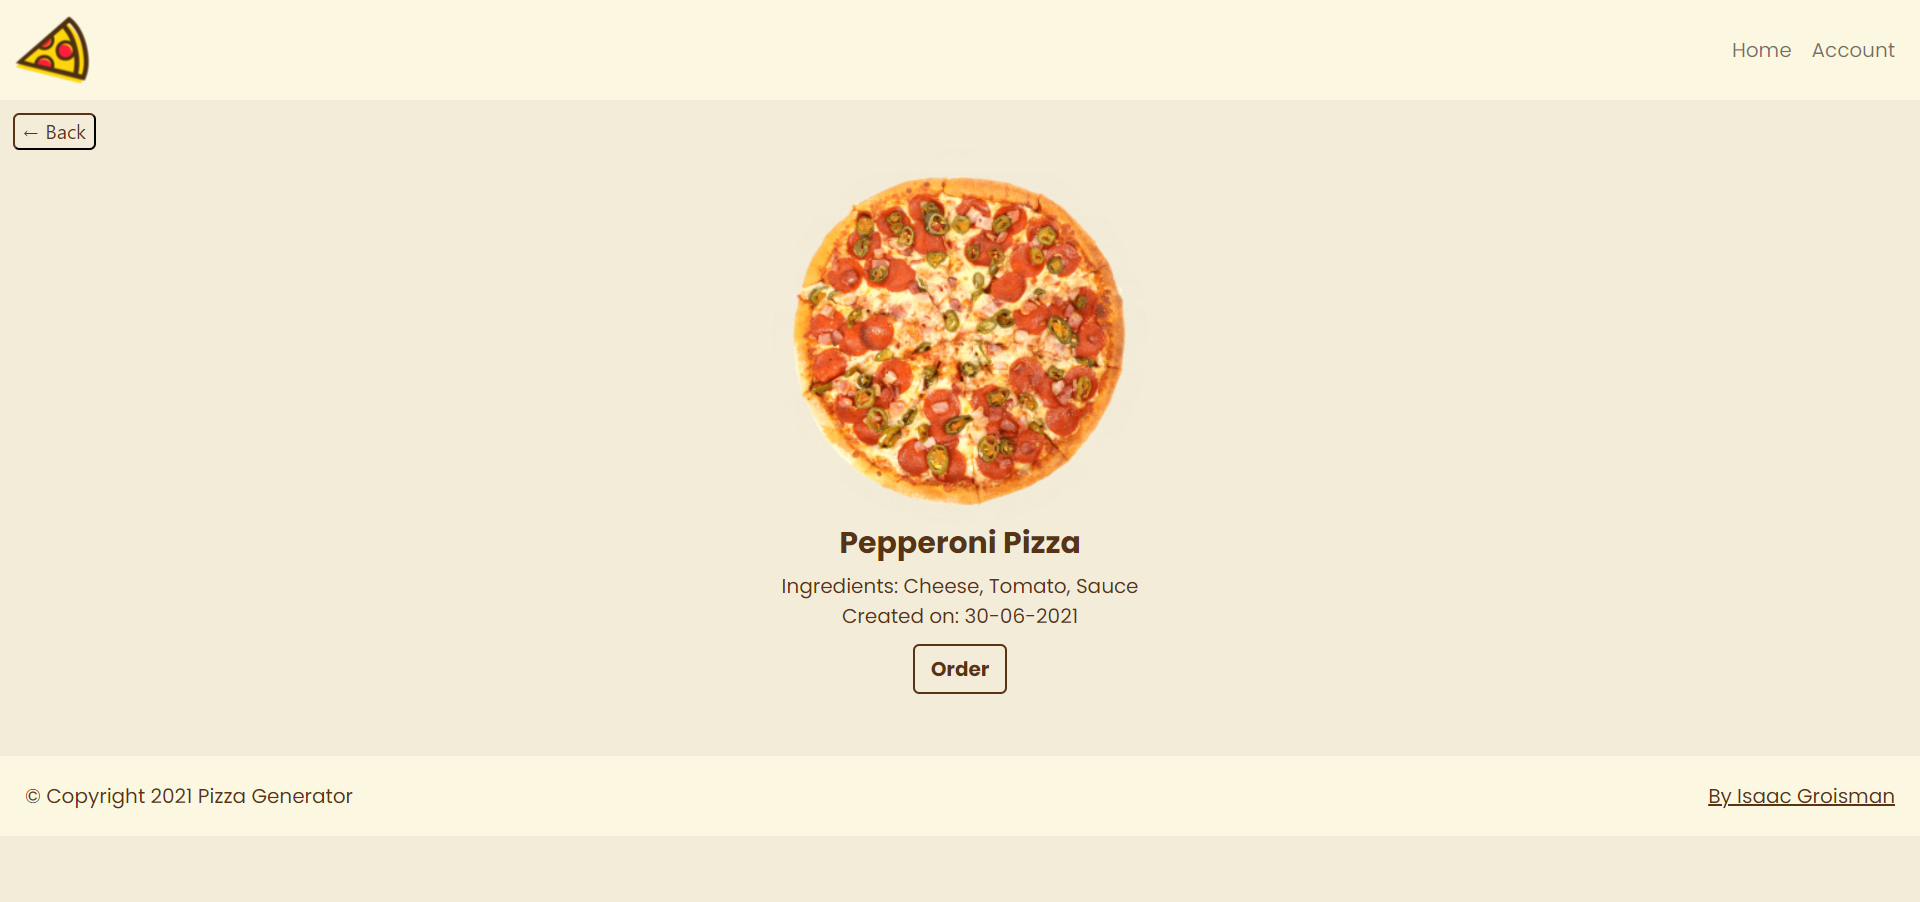 Home Account
← Back
Pepperoni Pizza
Ingredients: Cheese, Tomato, Sauce
Created on: 30-06-2021
Order
© Copyright 2021 Pizza Generator
By Isaac Groisman